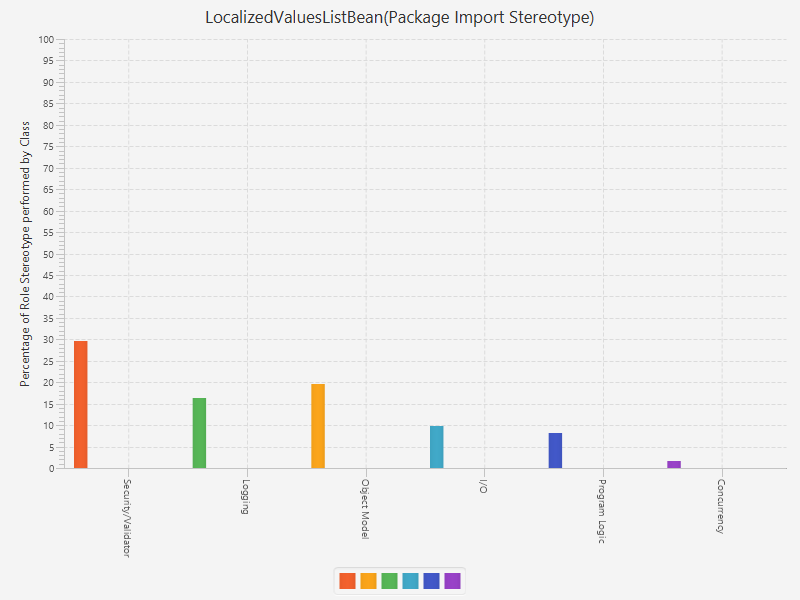 LocalizedValuesListBean(Package Import Stereotype)
Percentage of Role Stereotype performed by Class
100
95
90
85
80
75
70
65
60
55
50
45
40
35
30
25
20
15
10
5
0
Security/Validator
Logging
Object Model
I/O
Program Logic
Concurrency